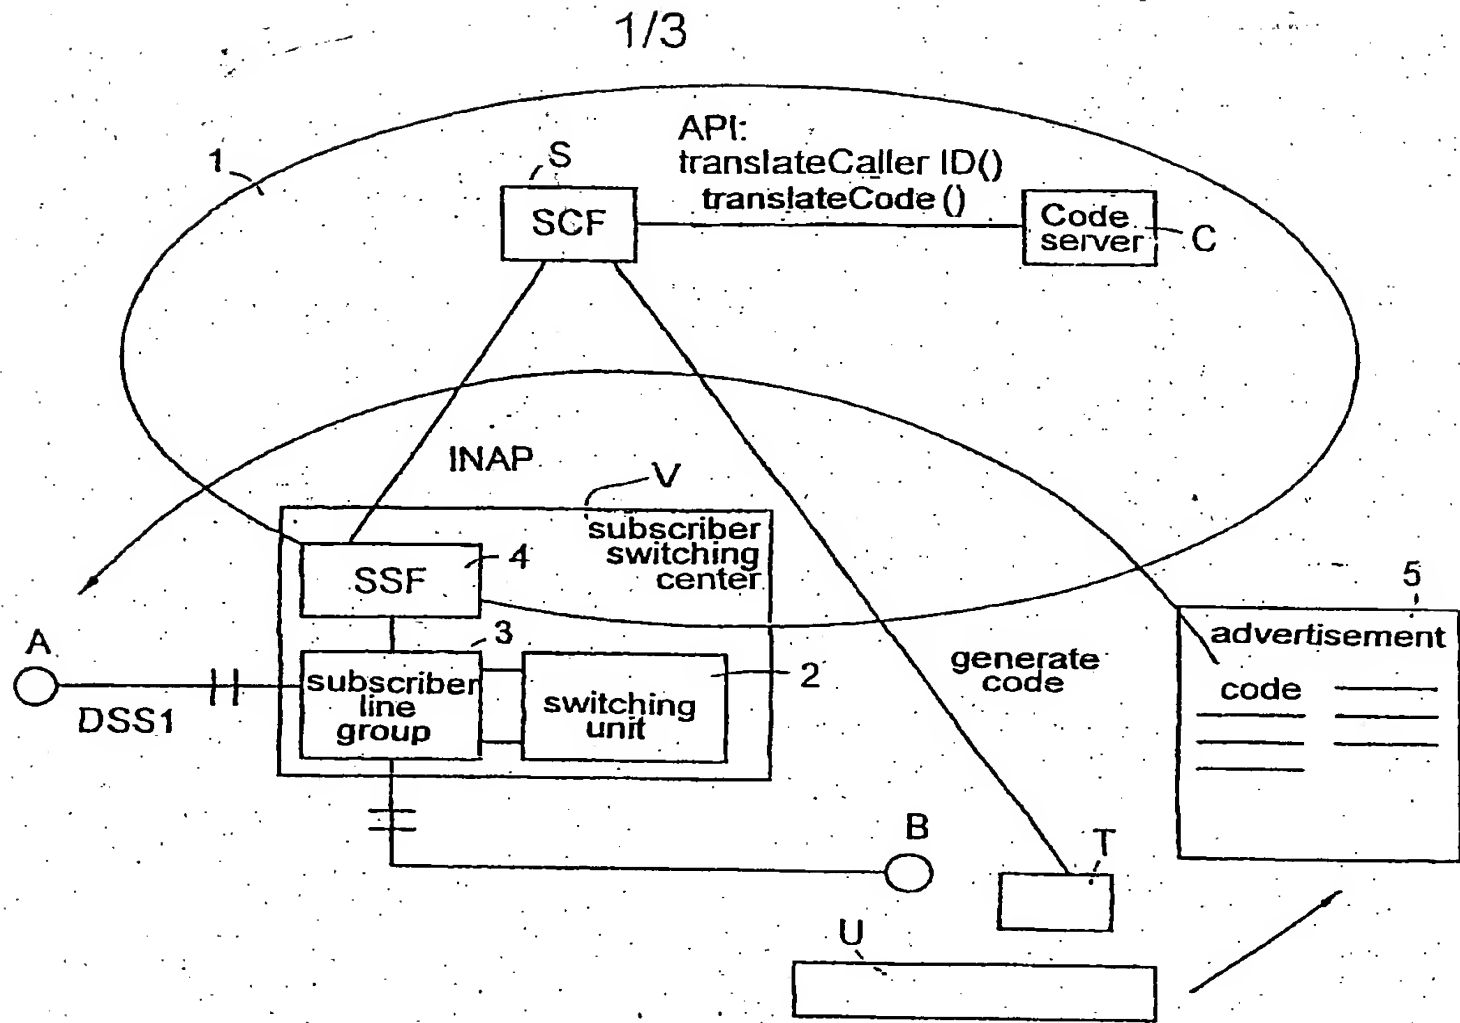 1/3
API:
translateCaller ID()
translateCode ()
1
S
SCF
Code
server
C
INAP
V
subscriber
switching
center
SSF
4
5
advertisement
code
A
3
subscriber
line
group
2
switching
unit
generate
code
DSS1
B
T
U